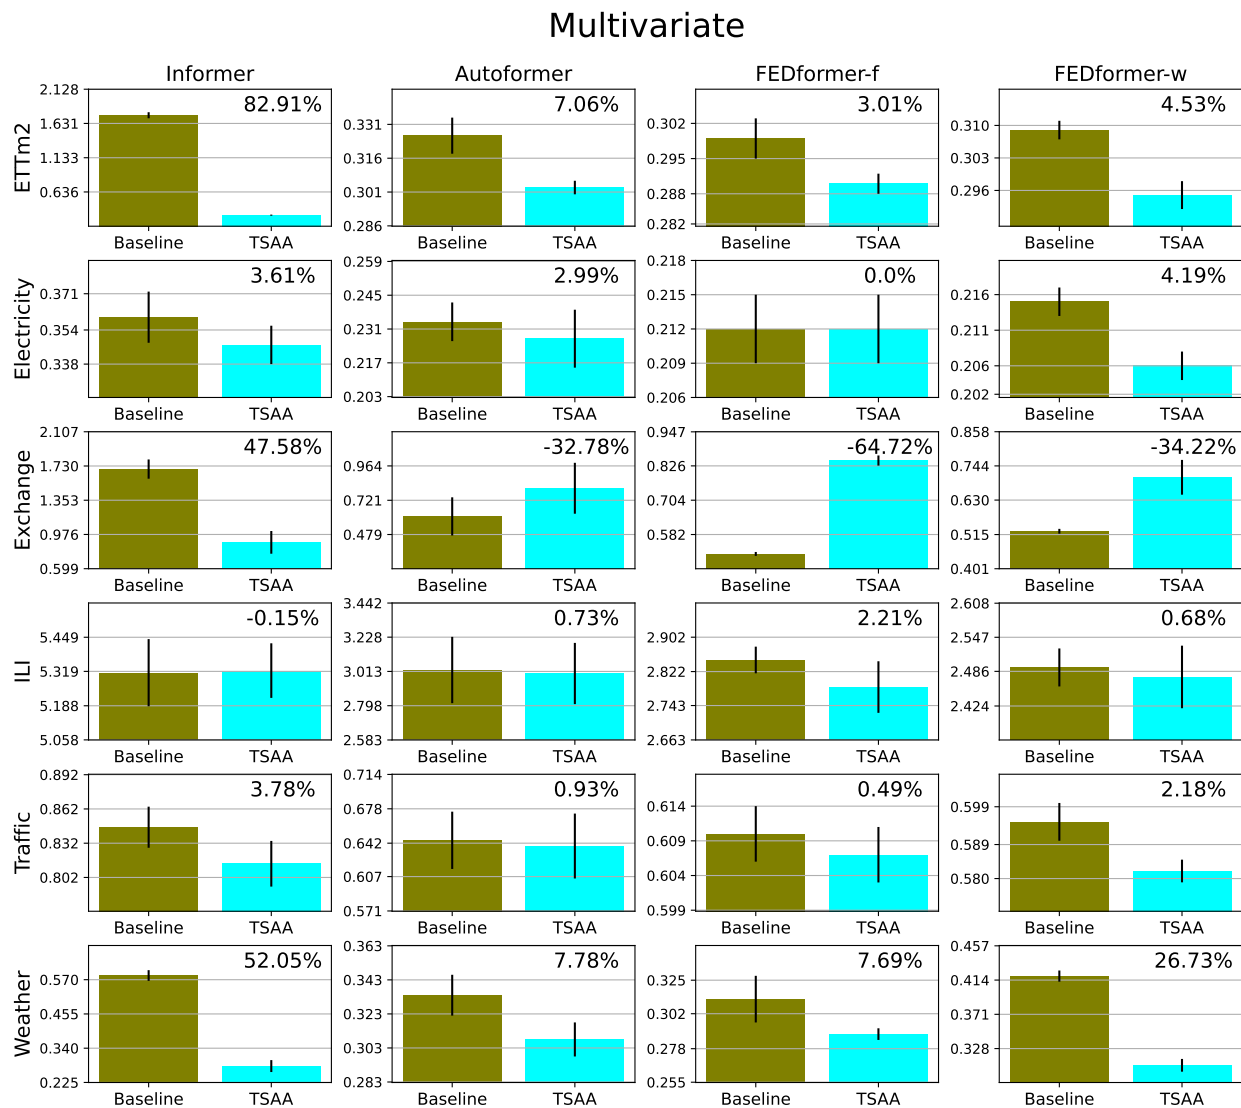 Multivariate
Informer Autoformer FEDformer-f FEDformer-w
ETTm2
2.128 1.631 1.133 0.636
82.91%
Baseline TSAA
0.331 0.316 0.301 0.286
7.06%
Baseline TSAA
0.302 0.295 0.288 0.282
3.01%
Baseline TSAA
0.310 0.303 0.296
4.53%
Baseline TSAA
Electricity
0.371 0.354 0.338
3.61%
Baseline TSAA
0.259 0.245 0.231 0.217 0.203
2.99%
Baseline TSAA
0.218 0.215 0.212 0.209 0.206
0.0%
Baseline TSAA
0.216 0.211 0.206 0.202
4.19%
Baseline TSAA
Exchange
2.107 1.730 1.353 0.976 0.599
47.58%
Baseline TSAA
0.964 0.721 0.479
-32.78%
Baseline TSAA
0.947 0.826 0.704 0.582
-64.72%
Baseline TSAA
0.858 0.744 0.630 0.515 0.401
-34.22%
Baseline TSAA
ILI
5.449 5.319 5.188 5.058
-0.15%
Baseline TSAA
3.442 3.228 3.013 2.798 2.583
0.73%
Baseline TSAA
2.902 2.822 2.743 2.663
2.21%
Baseline TSAA
2.608 2.547 2.486 2.424
0.68%
Baseline TSAA
Traffic
0.892 0.862 0.832 0.802
3.78%
Baseline TSAA
0.714 0.678 0.642 0.607 0.571
0.93%
Baseline TSAA
0.614 0.609 0.604 0.599
0.49%
Baseline TSAA
0.599 0.589 0.580
2.18%
Baseline TSAA
Weather
0.570 0.455 0.340 0.225
52.05%
Baseline TSAA
0.363 0.343 0.323 0.303 0.283
7.78%
Baseline TSAA
0.325 0.302 0.278 0.255
7.69%
Baseline TSAA
0.457 0.414 0.371 0.328
26.73%
Baseline TSAA